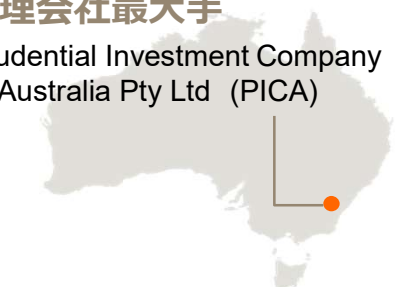 理会社最大手
udential Investment Company
Australia Pty Ltd (PICA)